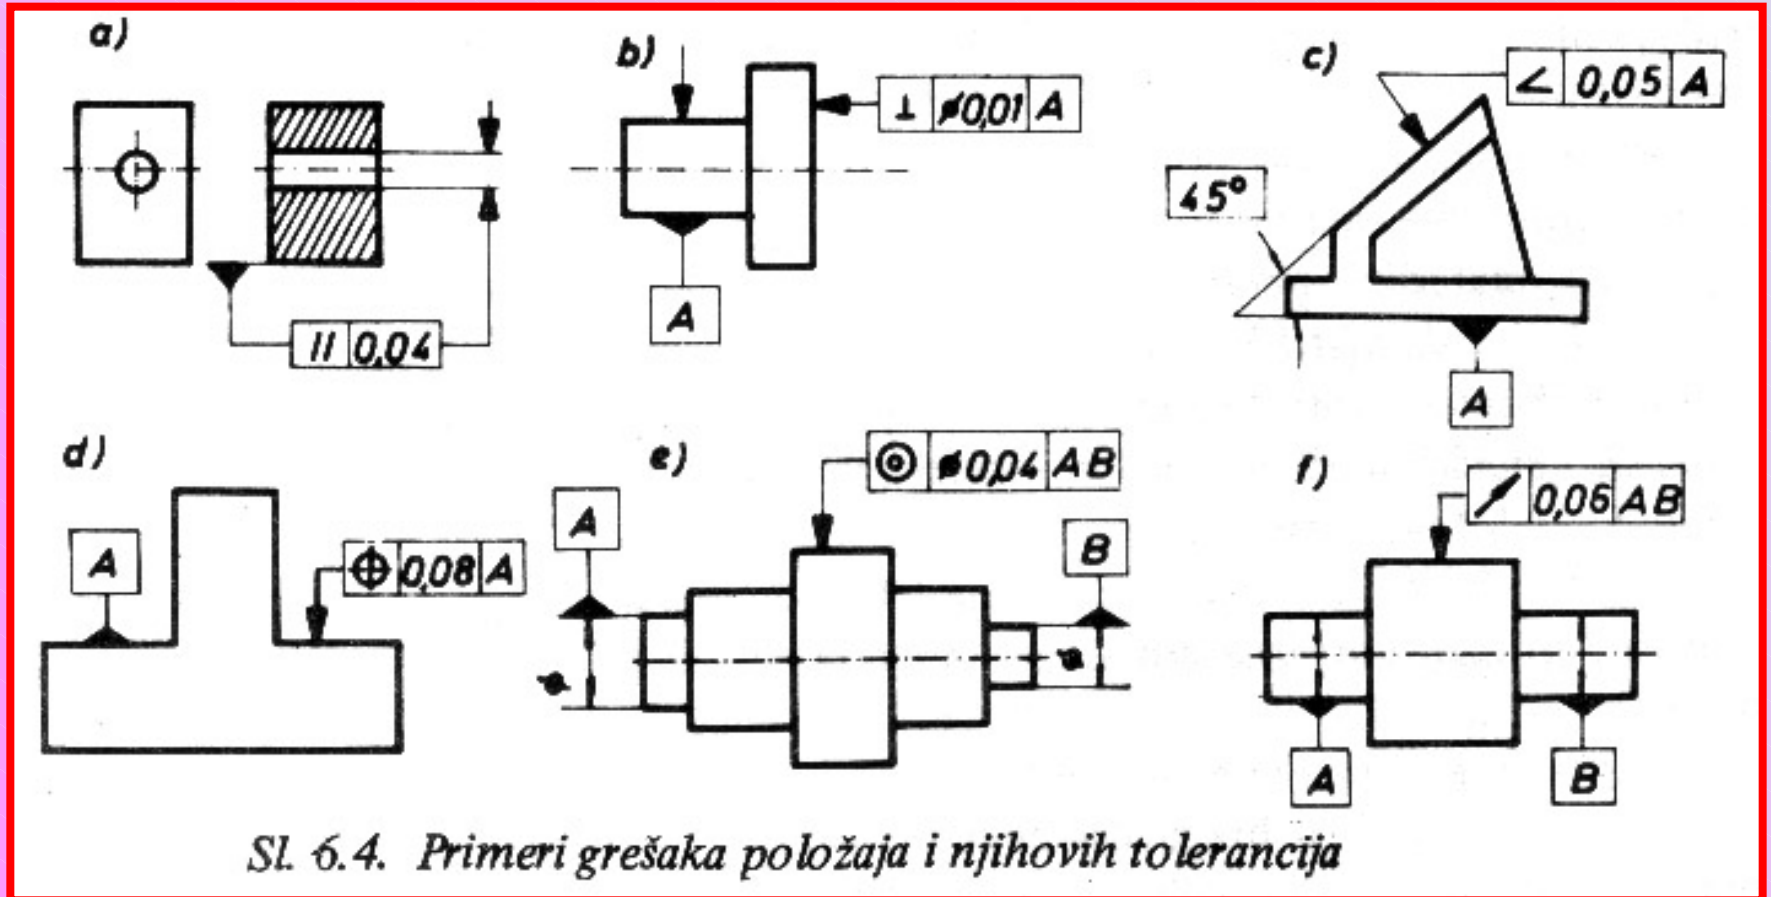 a)
b)
c)
⊥ ⌀0,01 A
∠ 0,05 A
45°
A
// 0,04
A
d)
e)
f)
◎ ⌀0,04 AB
↗ 0,06 AB
A
B
A
⌖ 0,08 A
⌀
⌀
A
B
Sl. 6.4. Primeri grešaka položaja i njihovih tolerancija